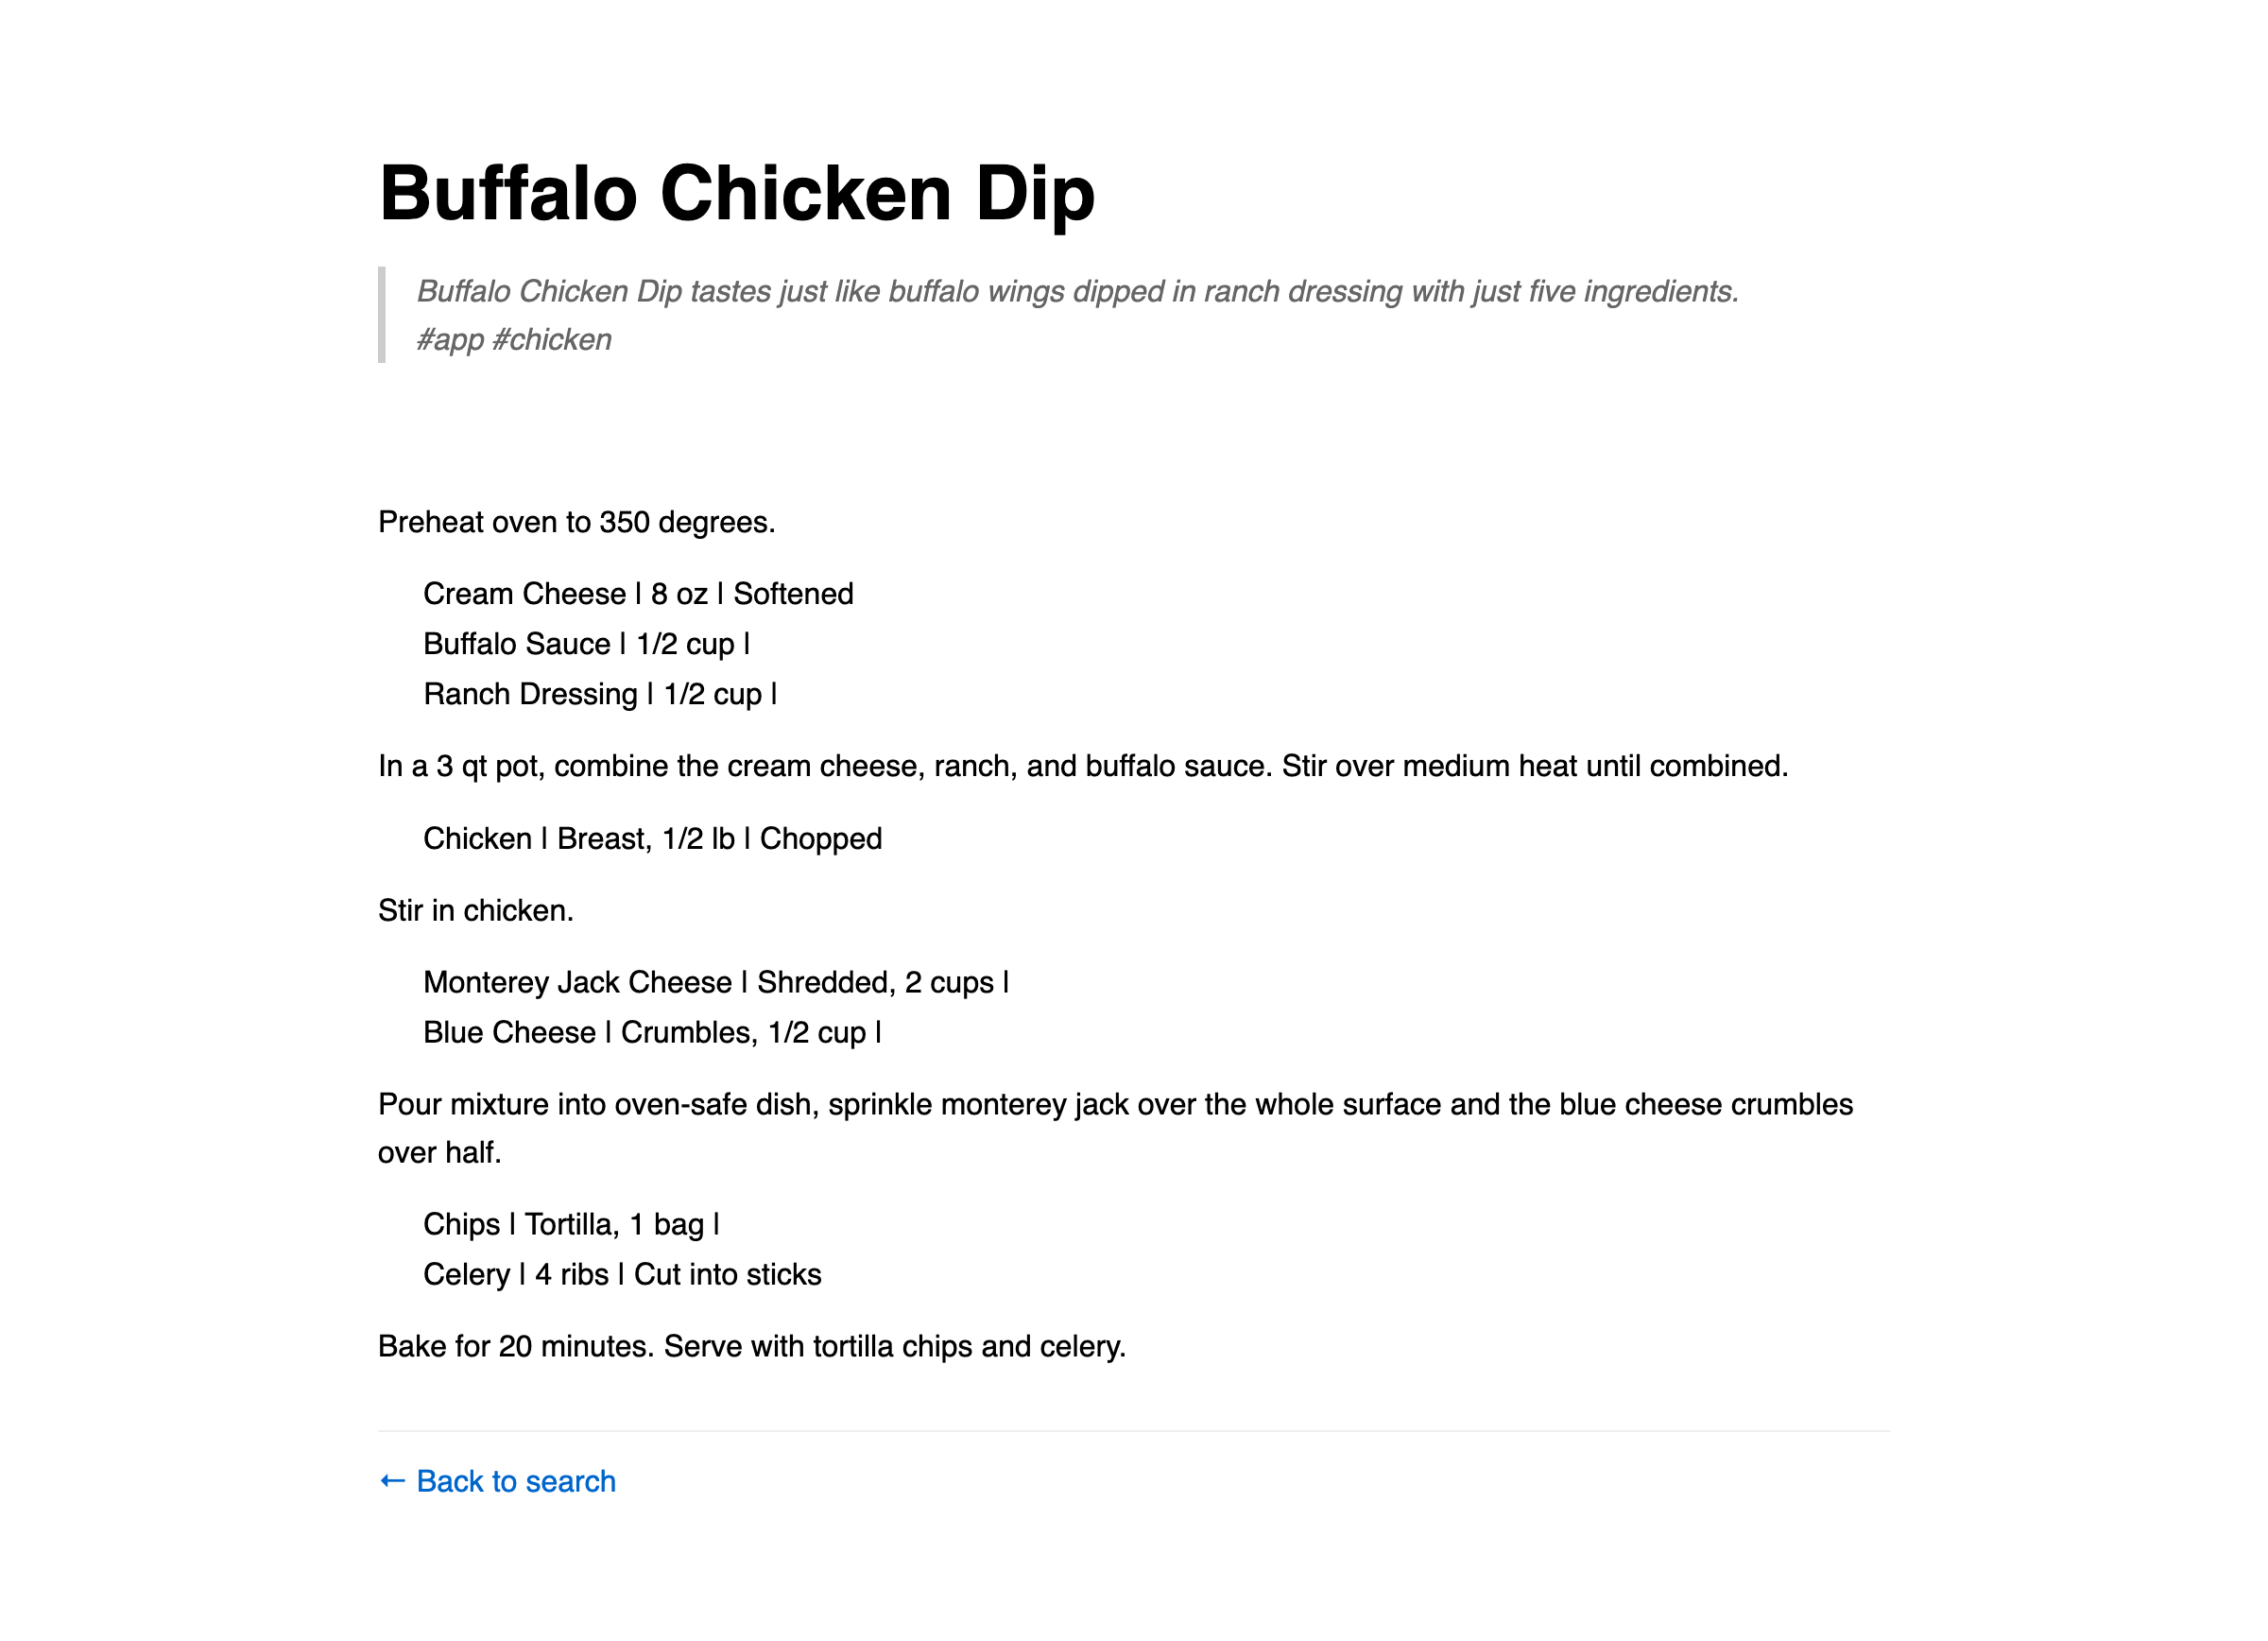 Buffalo Chicken Dip
Buffalo Chicken Dip tastes just like buffalo wings dipped in ranch dressing with just five ingredients.
#app #chicken
Preheat oven to 350 degrees.
Cream Cheese | 8 oz | Softened
Buffalo Sauce | 1/2 cup |
Ranch Dressing | 1/2 cup |
In a 3 qt pot, combine the cream cheese, ranch, and buffalo sauce. Stir over medium heat until combined.
Chicken | Breast, 1/2 lb | Chopped
Stir in chicken.
Monterey Jack Cheese | Shredded, 2 cups |
Blue Cheese | Crumbles, 1/2 cup |
Pour mixture into oven-safe dish, sprinkle monterey jack over the whole surface and the blue cheese crumbles
over half.
Chips | Tortilla, 1 bag |
Celery | 4 ribs | Cut into sticks
Bake for 20 minutes. Serve with tortilla chips and celery.
← Back to search